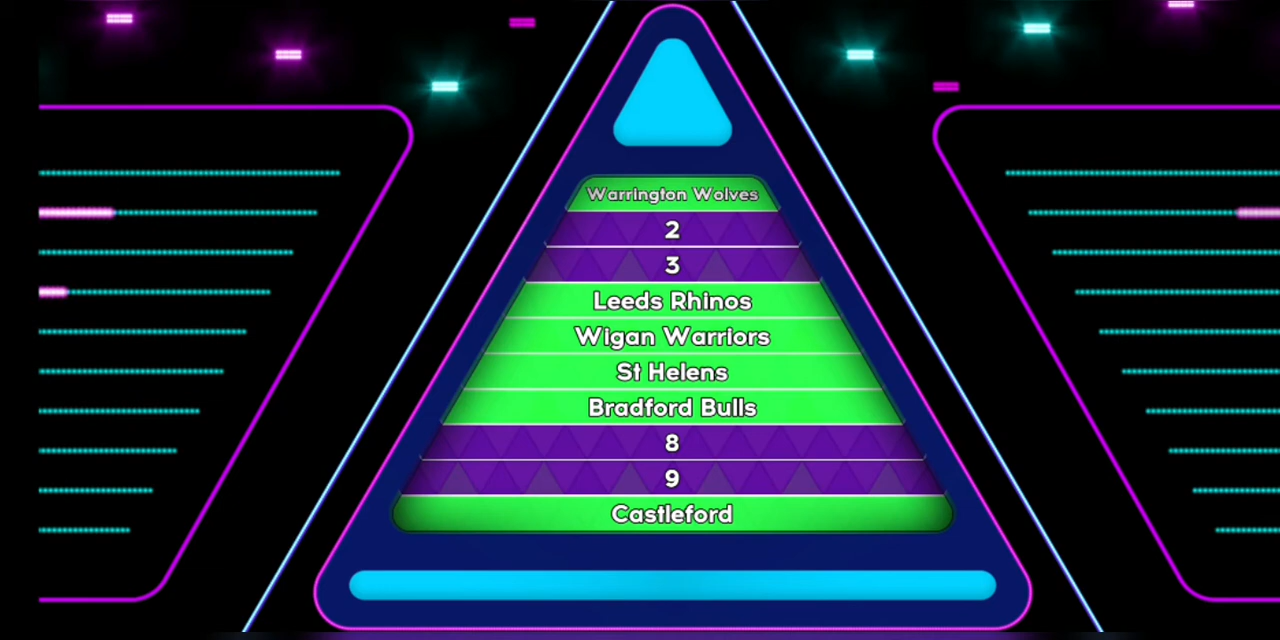 Warrington Wolves
2
3
Leeds Rhinos
Wigan Warriors
St Helens
Bradford Bulls
8
9
Castleford